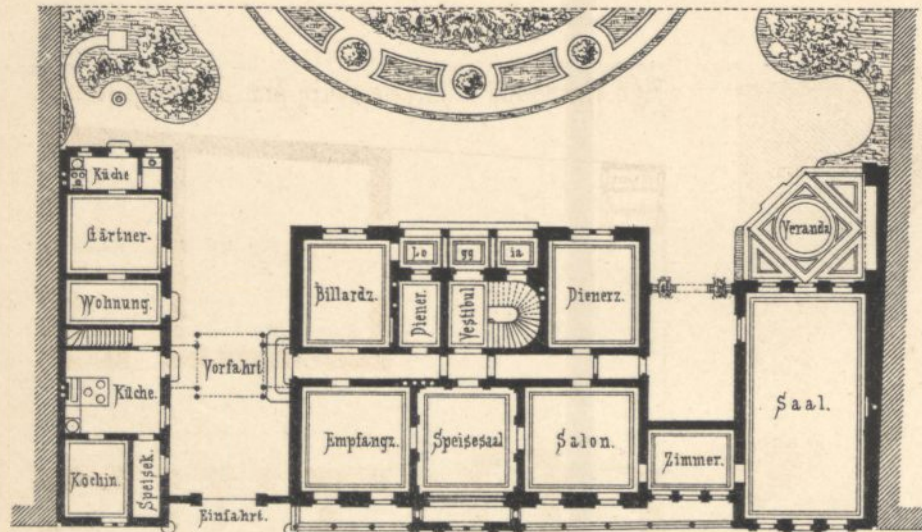 Küche
Gärtner-
Wohnung.
Küche.
Köchin.
Speisek.
Vorfahrt
Einfahrt.
Billardz.
Lo gg ia
Diener.
Vestibul
Dienerz.
Empfangz.
Speisesaal
Salon.
Zimmer.
Veranda
Saal.